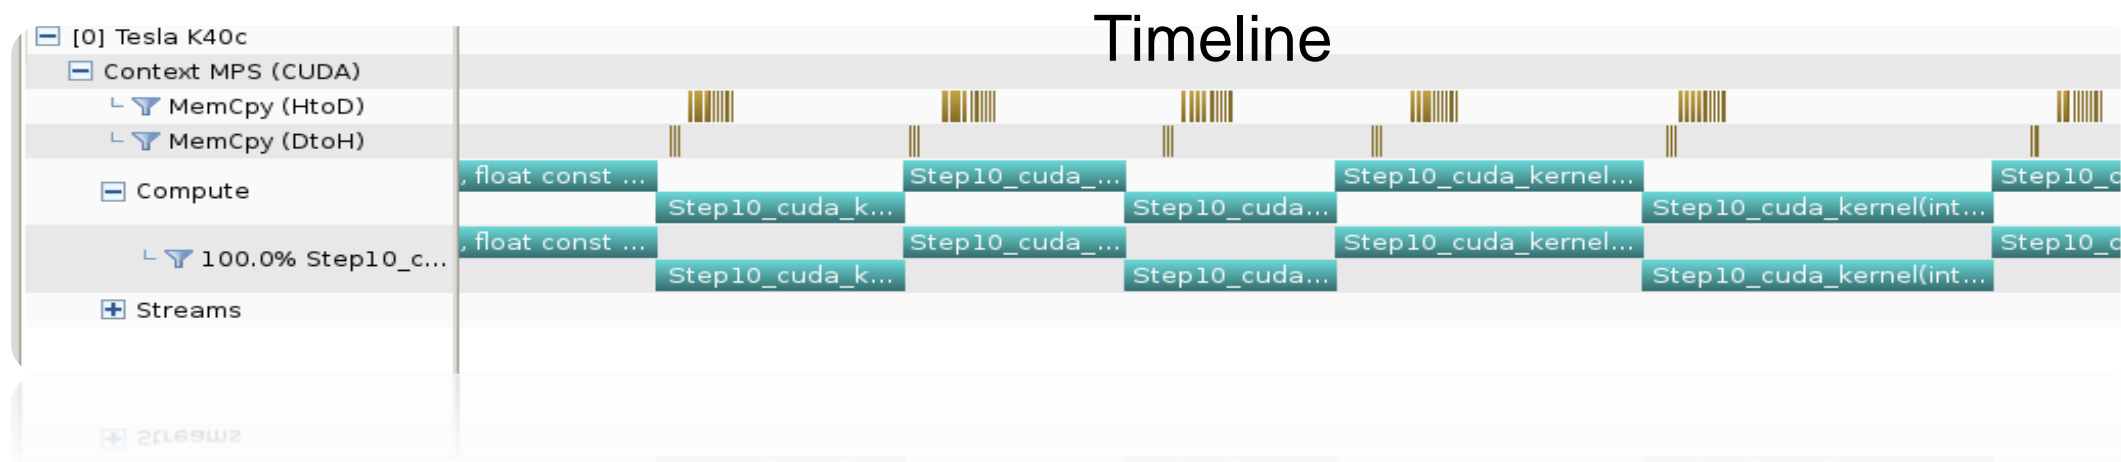 Timeline
[0] Tesla K40c
Context MPS (CUDA)
MemCpy (HtoD)
MemCpy (DtoH)
Compute
, float const ... Step10_cuda_... Step10_cuda_kernel... Step10_c
Step10_cuda_k... Step10_cuda... Step10_cuda_kernel(int...
100.0% Step10_c...
, float const ... Step10_cuda_... Step10_cuda_kernel... Step10_c
Step10_cuda_k... Step10_cuda... Step10_cuda_kernel(int...
Streams
Streams